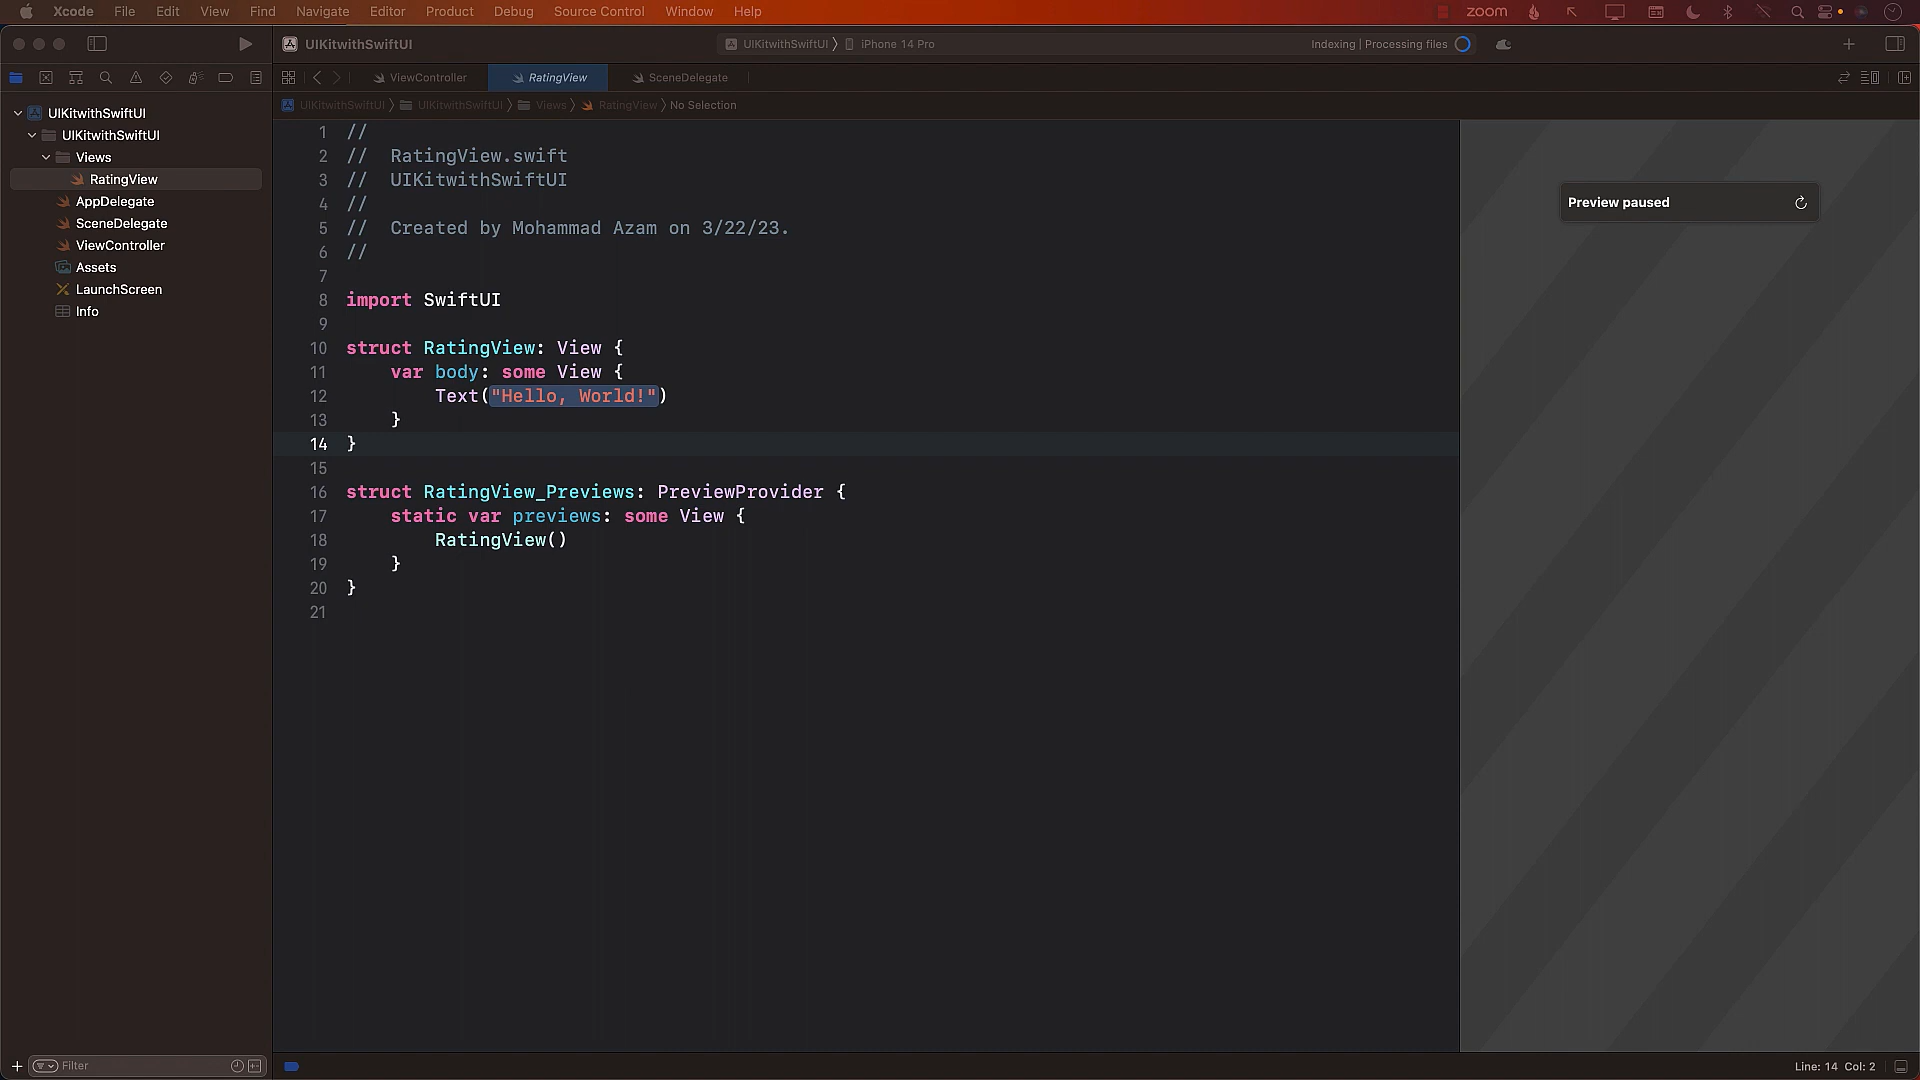 Xcode File Edit View Find Navigate Editor Product Debug Source Control Window Help zoom
UIKitwithSwiftUI UIKitwithSwiftUI iPhone 14 Pro Indexing | Processing files
ViewController RatingView SceneDelegate
UIKitwithSwiftUI UIKitwithSwiftUI Views RatingView No Selection
UIKitwithSwiftUI
UIKitwithSwiftUI
Views
RatingView
AppDelegate
SceneDelegate
ViewController
Assets
LaunchScreen
Info
1 //
2 //  RatingView.swift
3 //  UIKitwithSwiftUI
4 //
5 //  Created by Mohammad Azam on 3/22/23.
6 //
7
8 import SwiftUI
9
10 struct RatingView: View {
11     var body: some View {
12         Text("Hello, World!")
13     }
14 }
15
16 struct RatingView_Previews: PreviewProvider {
17     static var previews: some View {
18         RatingView()
19     }
20 }
21
Preview paused
Filter
Line: 14 Col: 2